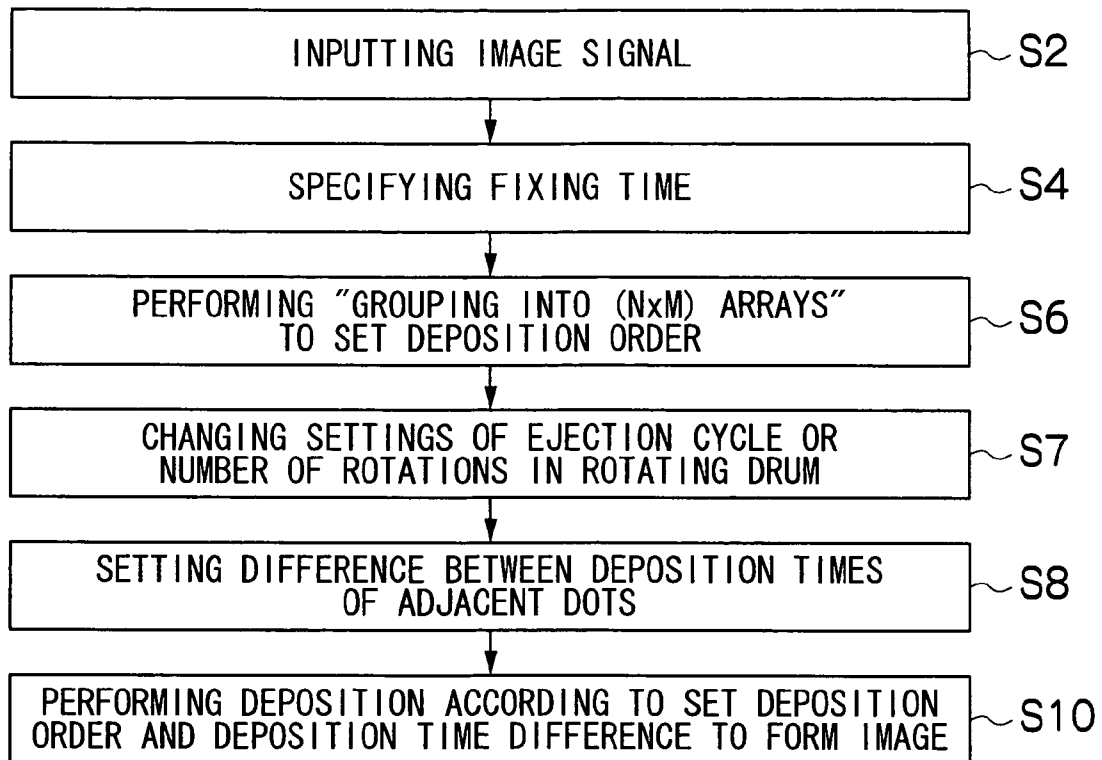 INPUTTING IMAGE SIGNAL
S2
SPECIFYING FIXING TIME
S4
PERFORMING "GROUPING INTO (NxM) ARRAYS"
TO SET DEPOSITION ORDER
S6
CHANGING SETTINGS OF EJECTION CYCLE OR
NUMBER OF ROTATIONS IN ROTATING DRUM
S7
SETTING DIFFERENCE BETWEEN DEPOSITION TIMES
OF ADJACENT DOTS
S8
PERFORMING DEPOSITION ACCORDING TO SET DEPOSITION
ORDER AND DEPOSITION TIME DIFFERENCE TO FORM IMAGE
S10